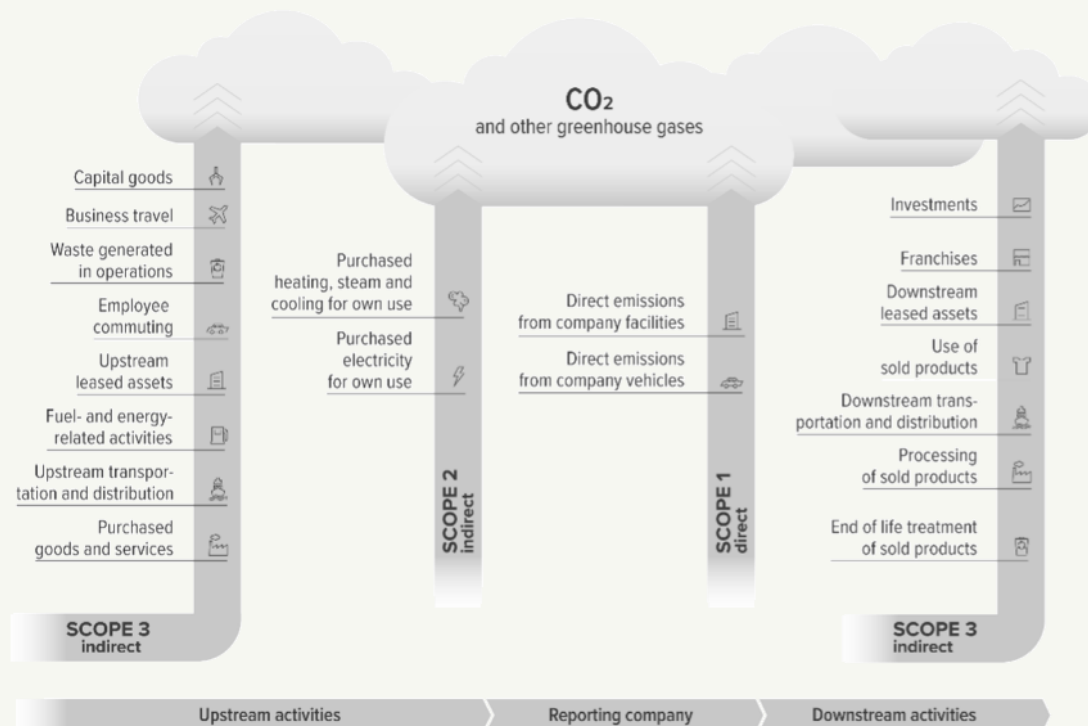 CO₂
and other greenhouse gases
Capital goods
Business travel
Waste generated
in operations
Employee
commuting
Upstream
leased assets
Fuel- and energy-
related activities
Upstream transpor-
tation and distribution
Purchased
goods and services
SCOPE 3
indirect
Purchased
heating, steam and
cooling for own use
Purchased
electricity
for own use
SCOPE 2
indirect
Direct emissions
from company facilities
Direct emissions
from company vehicles
SCOPE 1
direct
Investments
Franchises
Downstream
leased assets
Use of
sold products
Downstream trans-
portation and distribution
Processing
of sold products
End of life treatment
of sold products
SCOPE 3
indirect
Upstream activities
Reporting company
Downstream activities